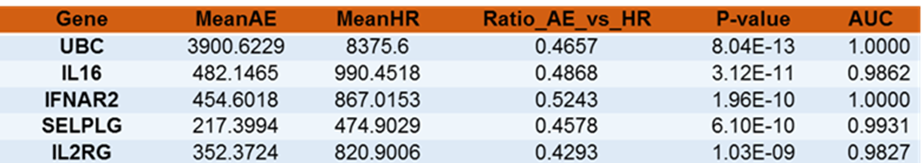 Gene MeanAE MeanHR Ratio_AE_vs_HR P-value AUC
UBC 3900.6229 8375.6 0.4657 8.04E-13 1.0000
IL16 482.1465 990.4518 0.4868 3.12E-11 0.9862
IFNAR2 454.6018 867.0153 0.5243 1.96E-10 1.0000
SELPLG 217.3994 474.9029 0.4578 6.10E-10 0.9931
IL2RG 352.3724 820.9006 0.4293 1.03E-09 0.9827